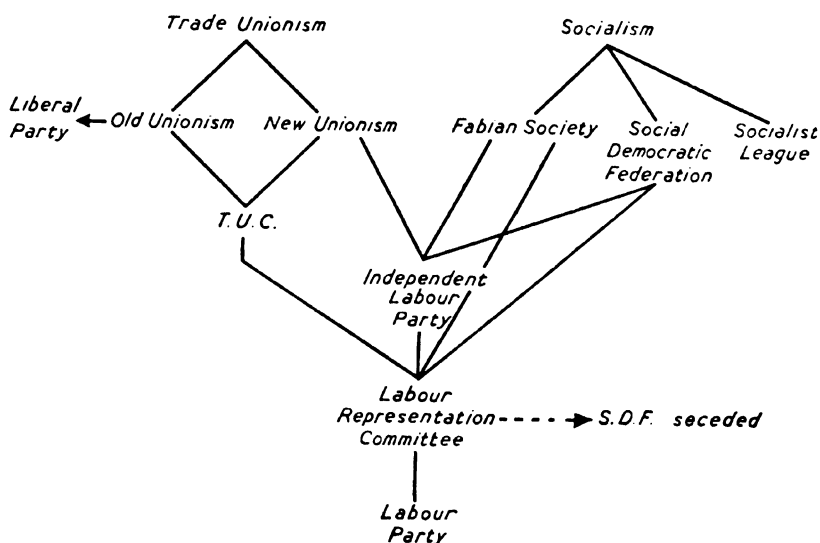 Trade Unionism
Socialism
Liberal
Party
Old Unionism
New Unionism
Fabian Society
Social
Democratic
Federation
Socialist
League
T.U.C.
Independent
Labour
Party
Labour
Representation
Committee
S.D.F. seceded
Labour
Party